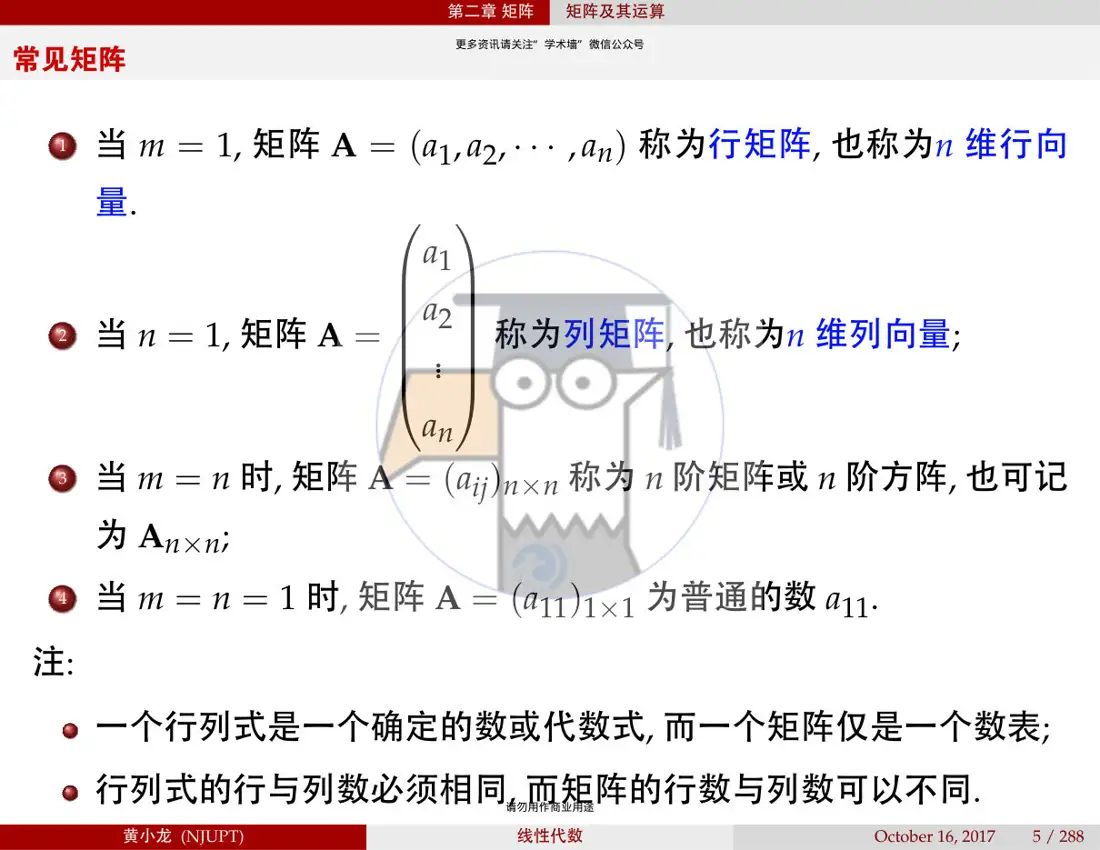 第二章 矩阵 矩阵及其运算
更多资讯请关注“学术墙”微信公众号
常见矩阵
1 当 m = 1, 矩阵 A = (a1, a2, · · · , an) 称为行矩阵, 也称为n 维行向
量.
2 当 n = 1, 矩阵 A = (a1 a2 ⋮ an) 称为列矩阵, 也称为n 维列向量;
3 当 m = n 时, 矩阵 A = (aij)n×n 称为 n 阶矩阵或 n 阶方阵, 也可记
为 An×n;
4 当 m = n = 1 时, 矩阵 A = (a11)1×1 为普通的数 a11.
注:
一个行列式是一个确定的数或代数式, 而一个矩阵仅是一个数表;
行列式的行与列数必须相同, 而矩阵的行数与列数可以不同.
请勿用作商业用途
黄小龙 (NJUPT) 线性代数 October 16, 2017 5 / 288